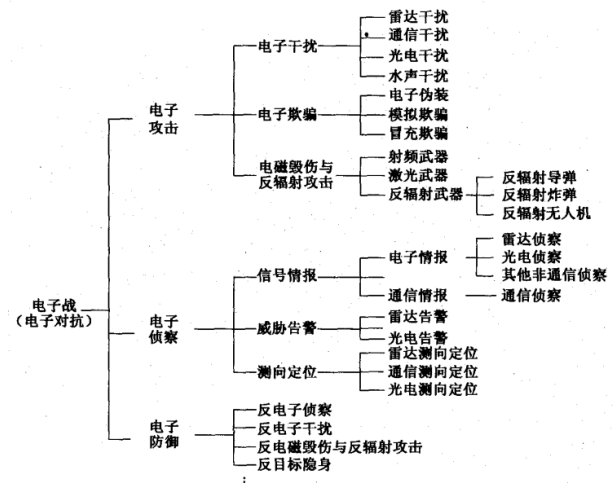 雷达干扰
通信干扰
电子干扰
光电干扰
水声干扰
电子
攻击
电子伪装
电子欺骗
模拟欺骗
冒充欺骗
电磁毁伤与
反辐射攻击
射频武器
激光武器
反辐射武器
反辐射导弹
反辐射炸弹
反辐射无人机
电子战
(电子对抗)
电子
侦察
信号情报
电子情报
雷达侦察
光电侦察
其他非通信侦察
通信情报
通信侦察
威胁告警
雷达告警
光电告警
测向定位
雷达测向定位
通信测向定位
光电测向定位
电子
防御
反电子侦察
反电子干扰
反电磁毁伤与反辐射攻击
反目标隐身
⋮